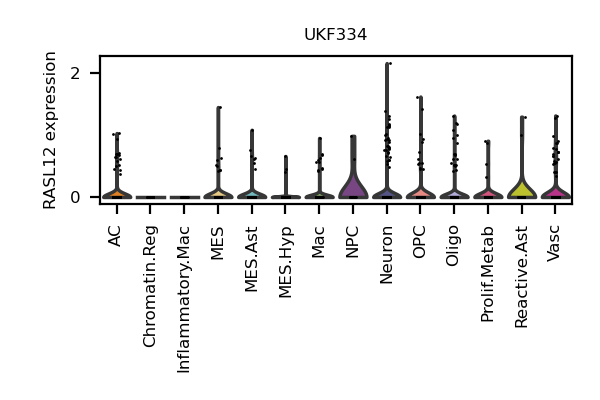 UKF334
RASL12 expression
2
0
AC
Chromatin.Reg
Inflammatory.Mac
MES
MES.Ast
MES.Hyp
Mac
NPC
Neuron
OPC
Oligo
Prolif.Metab
Reactive.Ast
Vasc